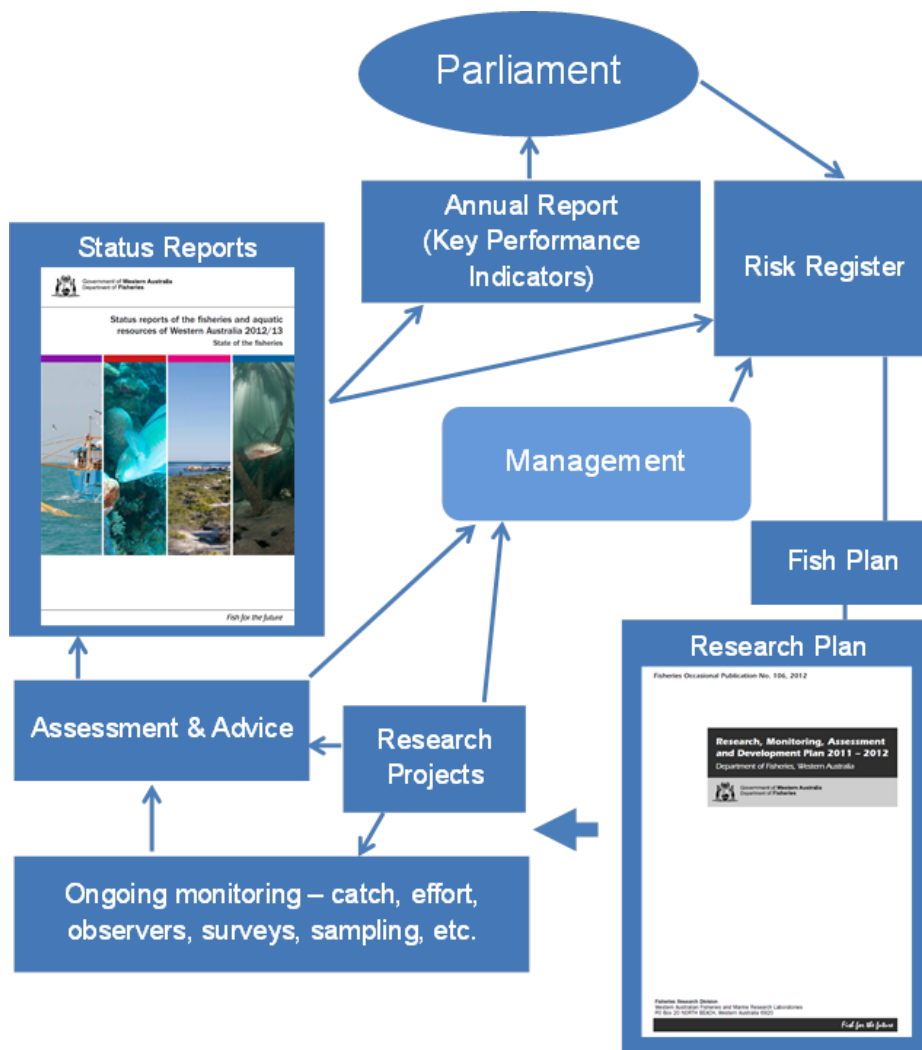 Parliament
Annual Report
(Key Performance
Indicators)
Risk Register
Status Reports
Government of Western Australia
Department of Fisheries
Status reports of the fisheries and aquatic
resources of Western Australia 2012/13
State of the fisheries
Fish for the future
Management
Fish Plan
Research Plan
Fisheries Occasional Publication No. 106, 2012
Research, Monitoring, Assessment
and Development Plan 2011 – 2012
Department of Fisheries, Western Australia
Government of Western Australia
Department of Fisheries
Fisheries Research Division
Western Australian Fisheries and Marine Research Laboratories
PO Box 20 NORTH BEACH, Western Australia 6920
Fish for the future
Assessment & Advice
Research
Projects
Ongoing monitoring – catch, effort,
observers, surveys, sampling, etc.